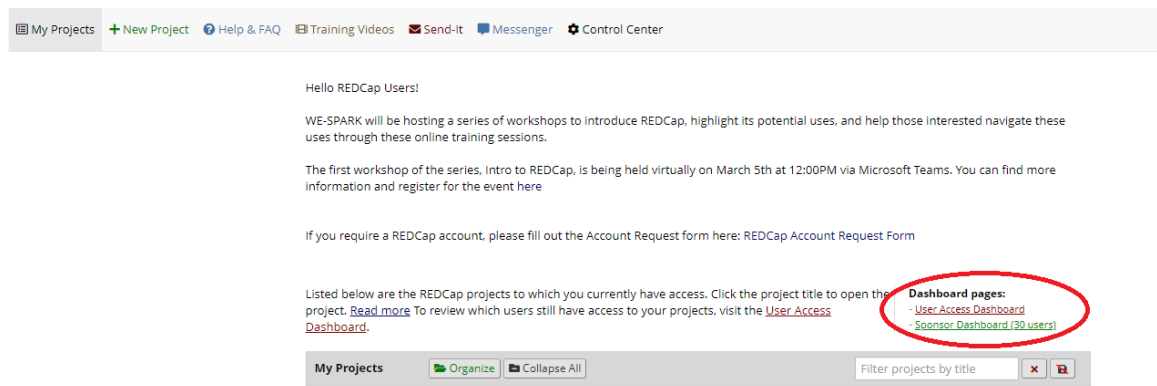 My Projects + New Project Help & FAQ Training Videos Send-It Messenger Control Center
Hello REDCap Users!
WE-SPARK will be hosting a series of workshops to introduce REDCap, highlight its potential uses, and help those interested navigate these
uses through these online training sessions.
The first workshop of the series, Intro to REDCap, is being held virtually on March 5th at 12:00PM via Microsoft Teams. You can find more
information and register for the event here
If you require a REDCap account, please fill out the Account Request form here: REDCap Account Request Form
Listed below are the REDCap projects to which you currently have access. Click the project title to open the
project. Read more To review which users still have access to your projects, visit the User Access
Dashboard.
Dashboard pages:
- User Access Dashboard
- Sponsor Dashboard (30 users)
My Projects Organize Collapse All Filter projects by title